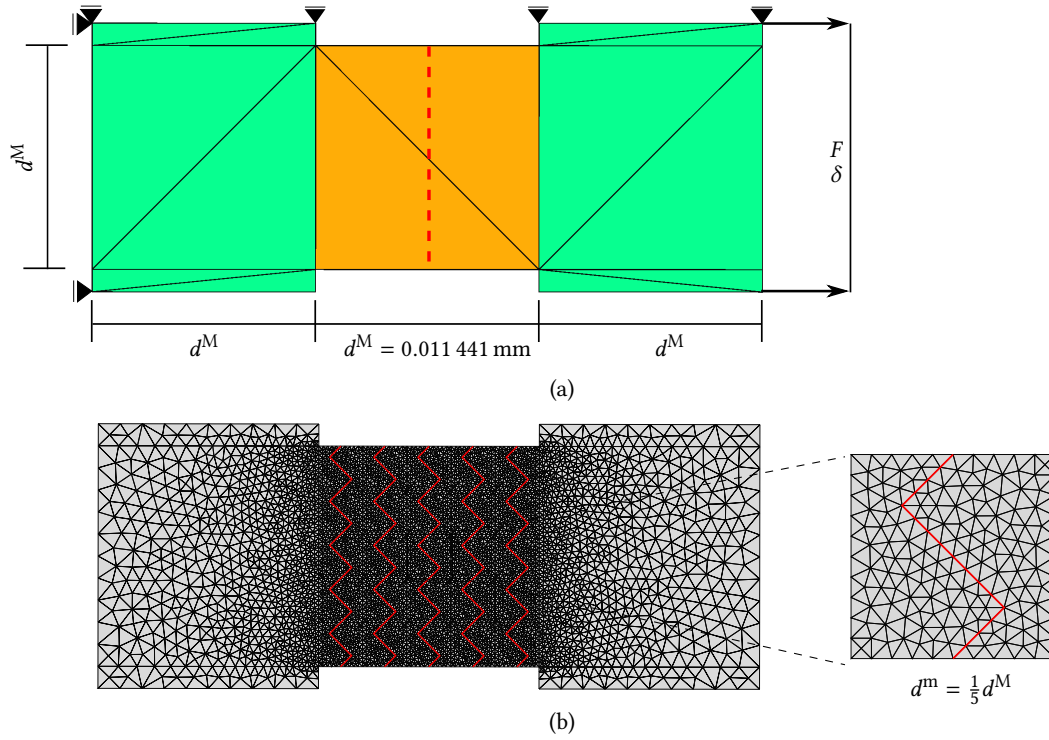 d^M
F
δ
d^M
d^M = 0.011 441 mm
d^M
(a)
d^m = 1/5 d^M
(b)